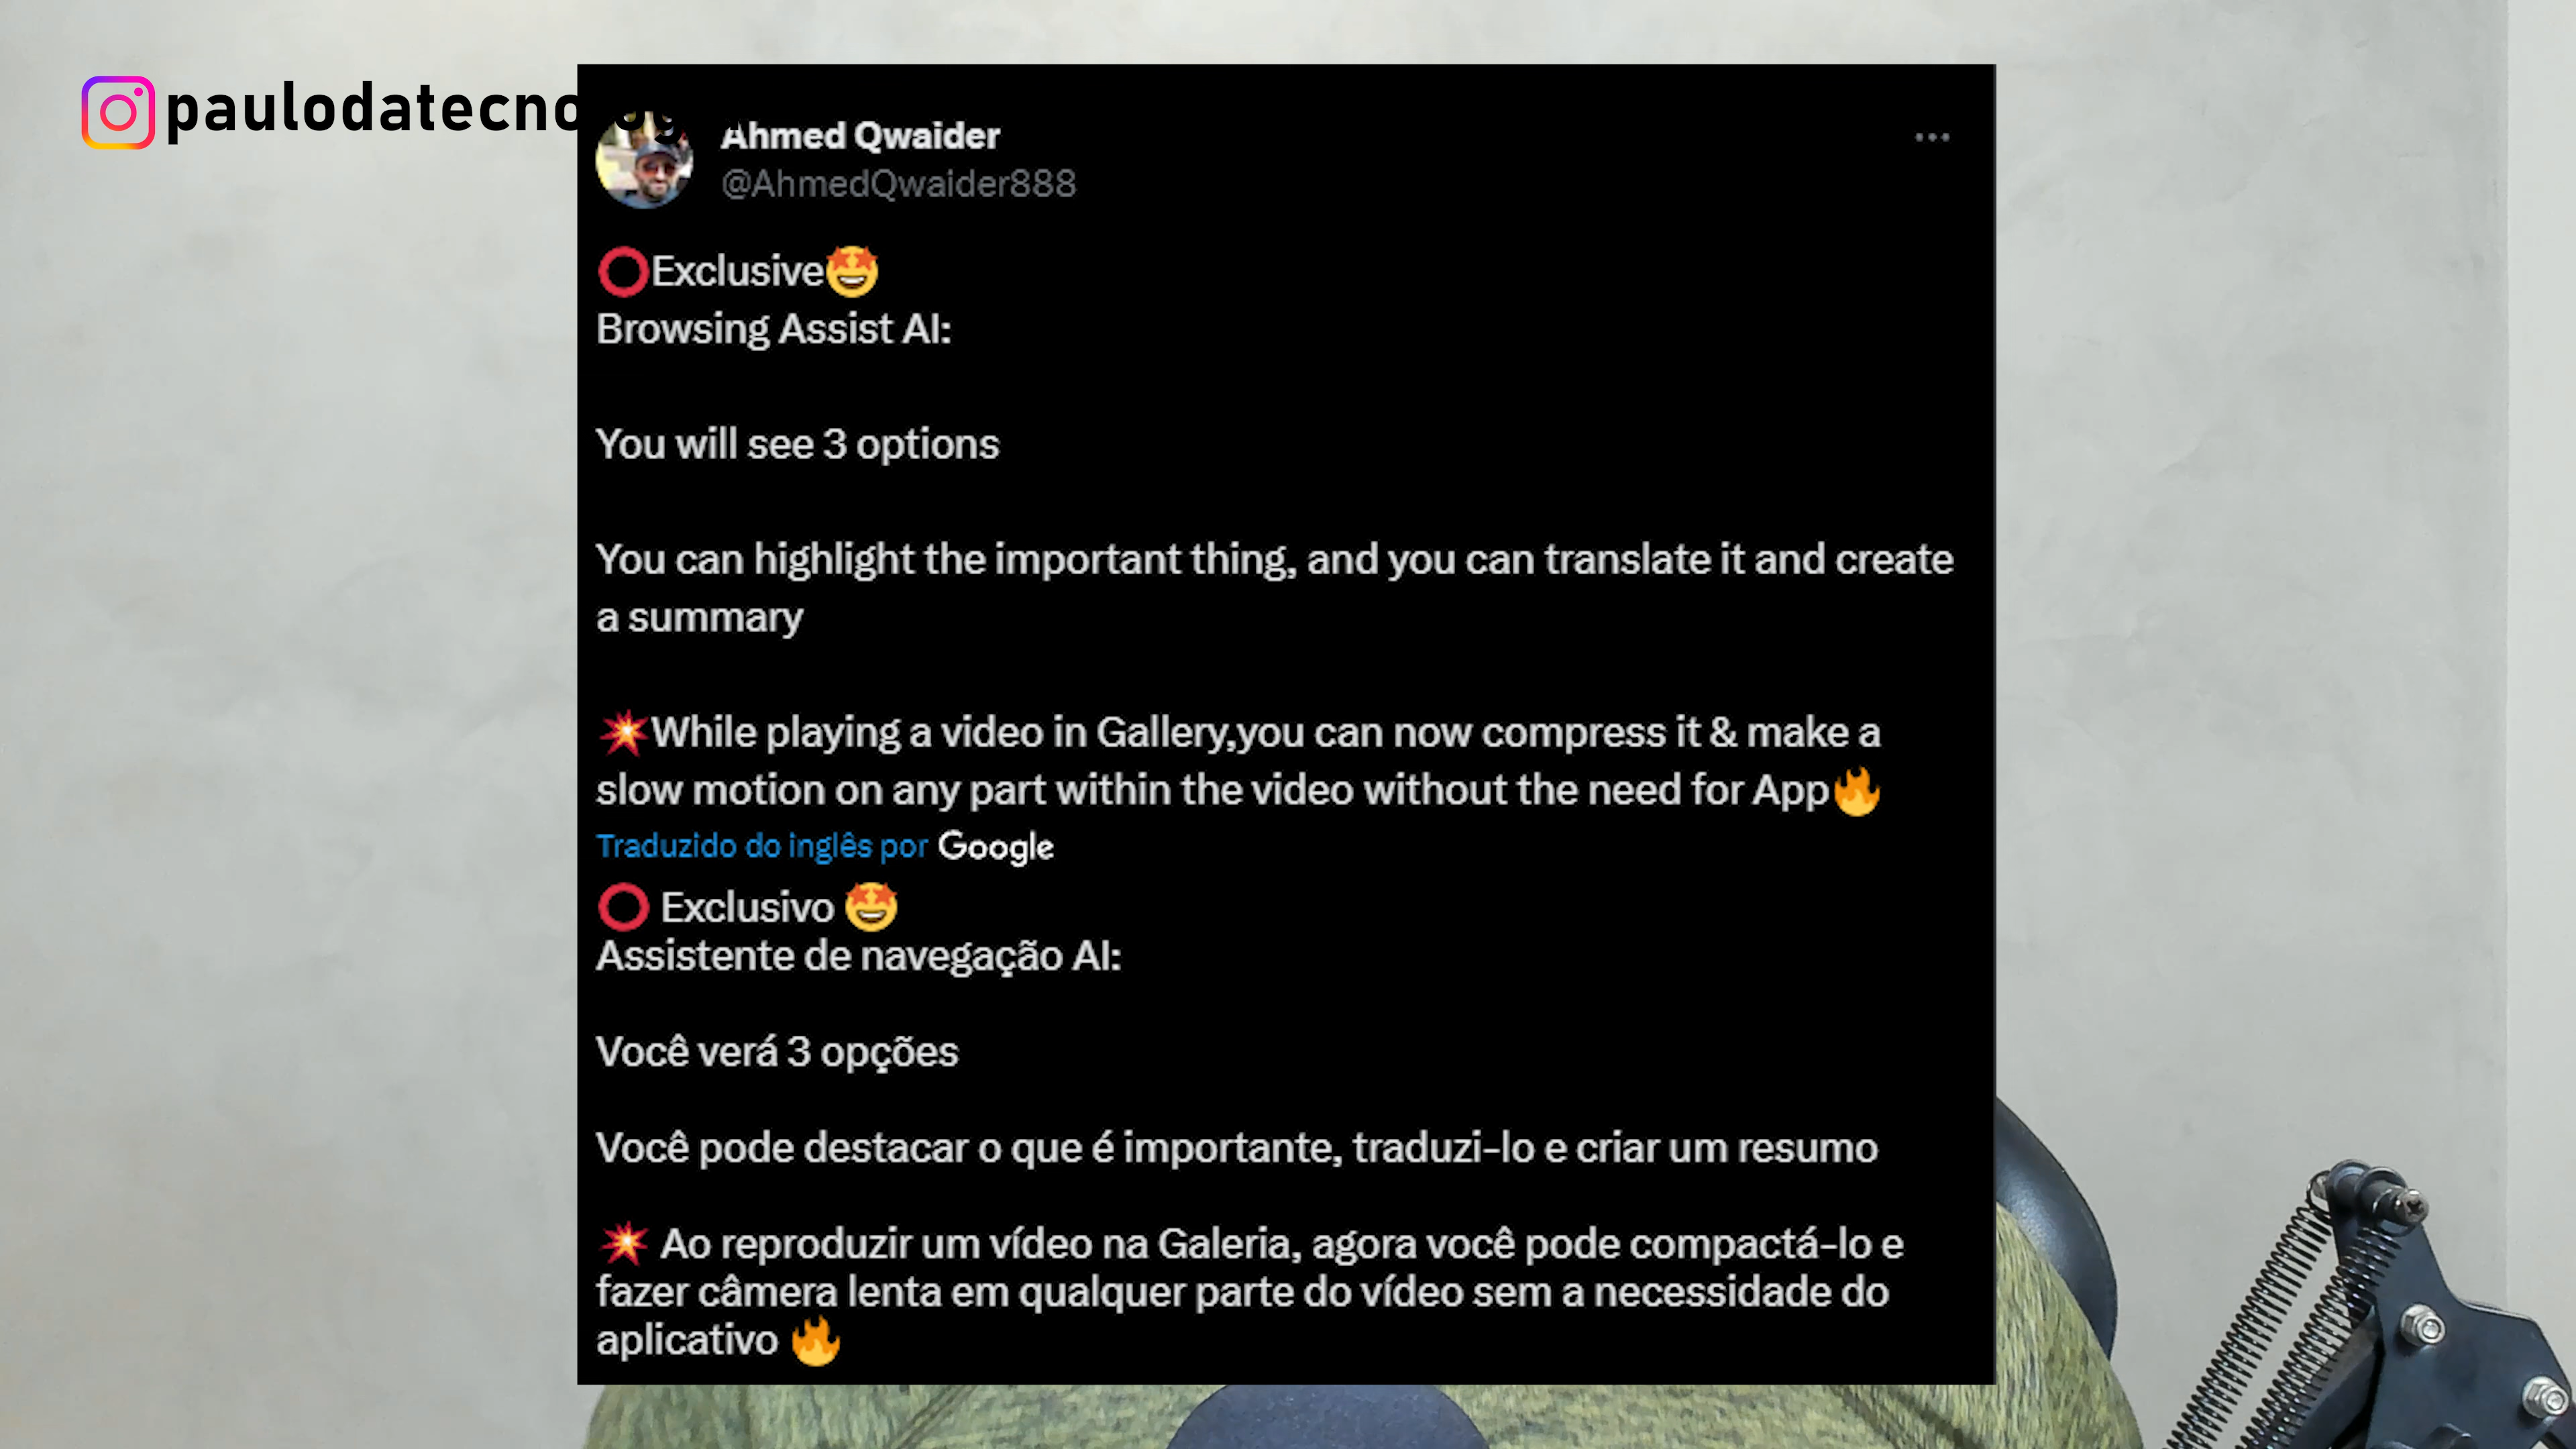 paulodatecno
Ahmed Qwaider
@AhmedQwaider888
⭕Exclusive🤩
Browsing Assist AI:
You will see 3 options
You can highlight the important thing, and you can translate it and create
a summary
💥While playing a video in Gallery,you can now compress it & make a
slow motion on any part within the video without the need for App🔥
Traduzido do inglês por Google
⭕ Exclusivo 🤩
Assistente de navegação AI:
Você verá 3 opções
Você pode destacar o que é importante, traduzi-lo e criar um resumo
💥 Ao reproduzir um vídeo na Galeria, agora você pode compactá-lo e
fazer câmera lenta em qualquer parte do vídeo sem a necessidade do
aplicativo 🔥